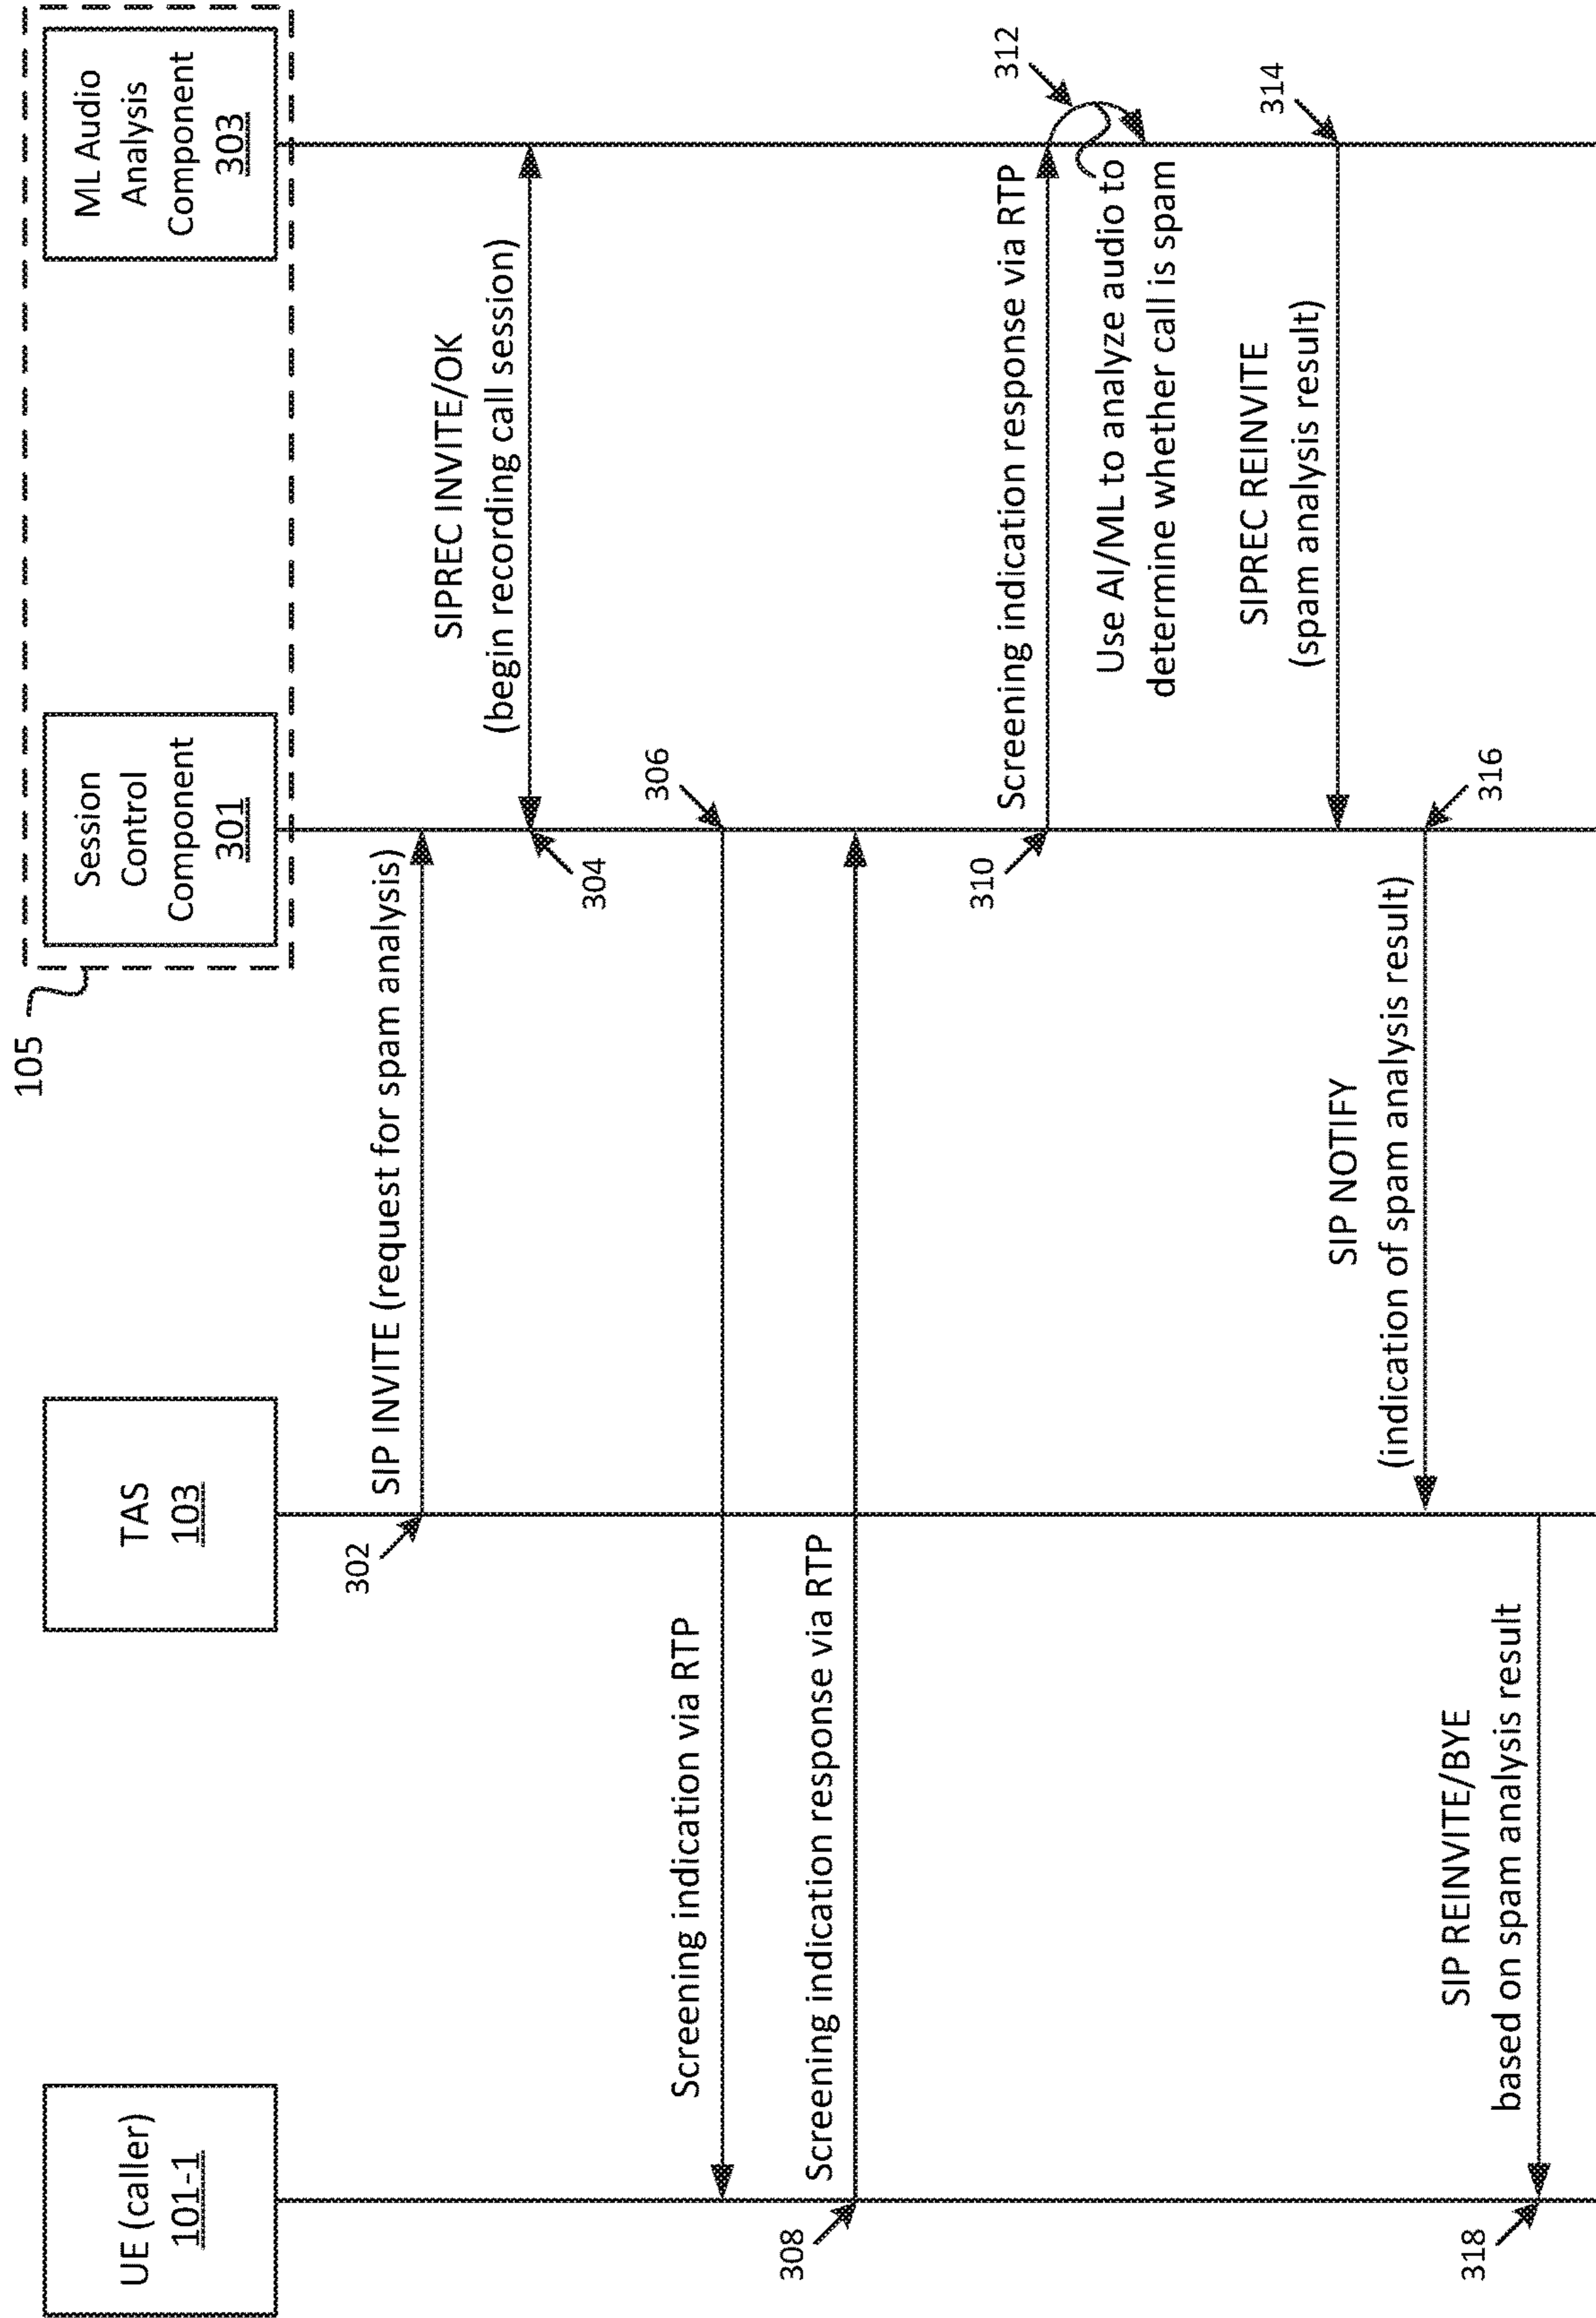 UE (caller)
101-1
TAS
103
105
Session
Control
Component
301
ML Audio
Analysis
Component
303
302
SIP INVITE (request for spam analysis)
SIPREC INVITE/OK
(begin recording call session)
304
306
Screening indication via RTP
Screening indication response via RTP
308
310
Screening indication response via RTP
312
Use AI/ML to analyze audio to
determine whether call is spam
SIPREC REINVITE
(spam analysis result)
314
SIP NOTIFY
(indication of spam analysis result)
316
SIP REINVITE/BYE
based on spam analysis result
318